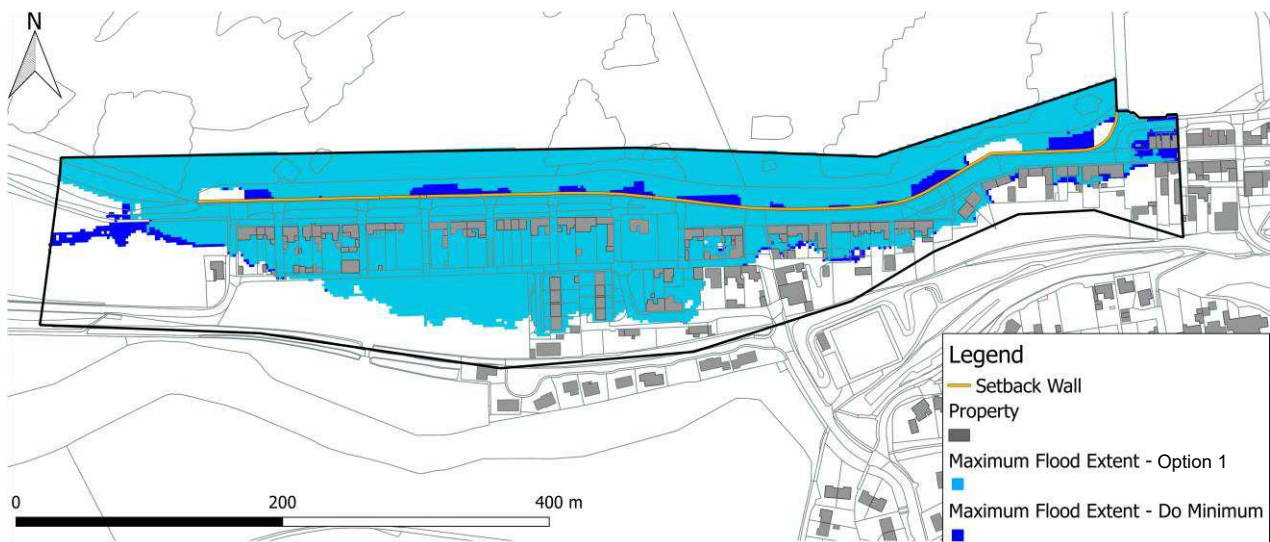 N
0 200 400 m
Legend
Setback Wall
Property
Maximum Flood Extent - Option 1
Maximum Flood Extent - Do Minimum